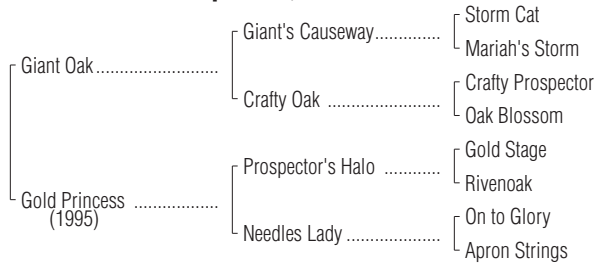 Storm Cat
Giant's Causeway..............
Mariah's Storm
Giant Oak..........................
Crafty Prospector
Crafty Oak ........................
Oak Blossom
Gold Stage
Prospector's Halo ............
Rivenoak
Gold Princess ..................
(1995)
On to Glory
Needles Lady ....................
Apron Strings